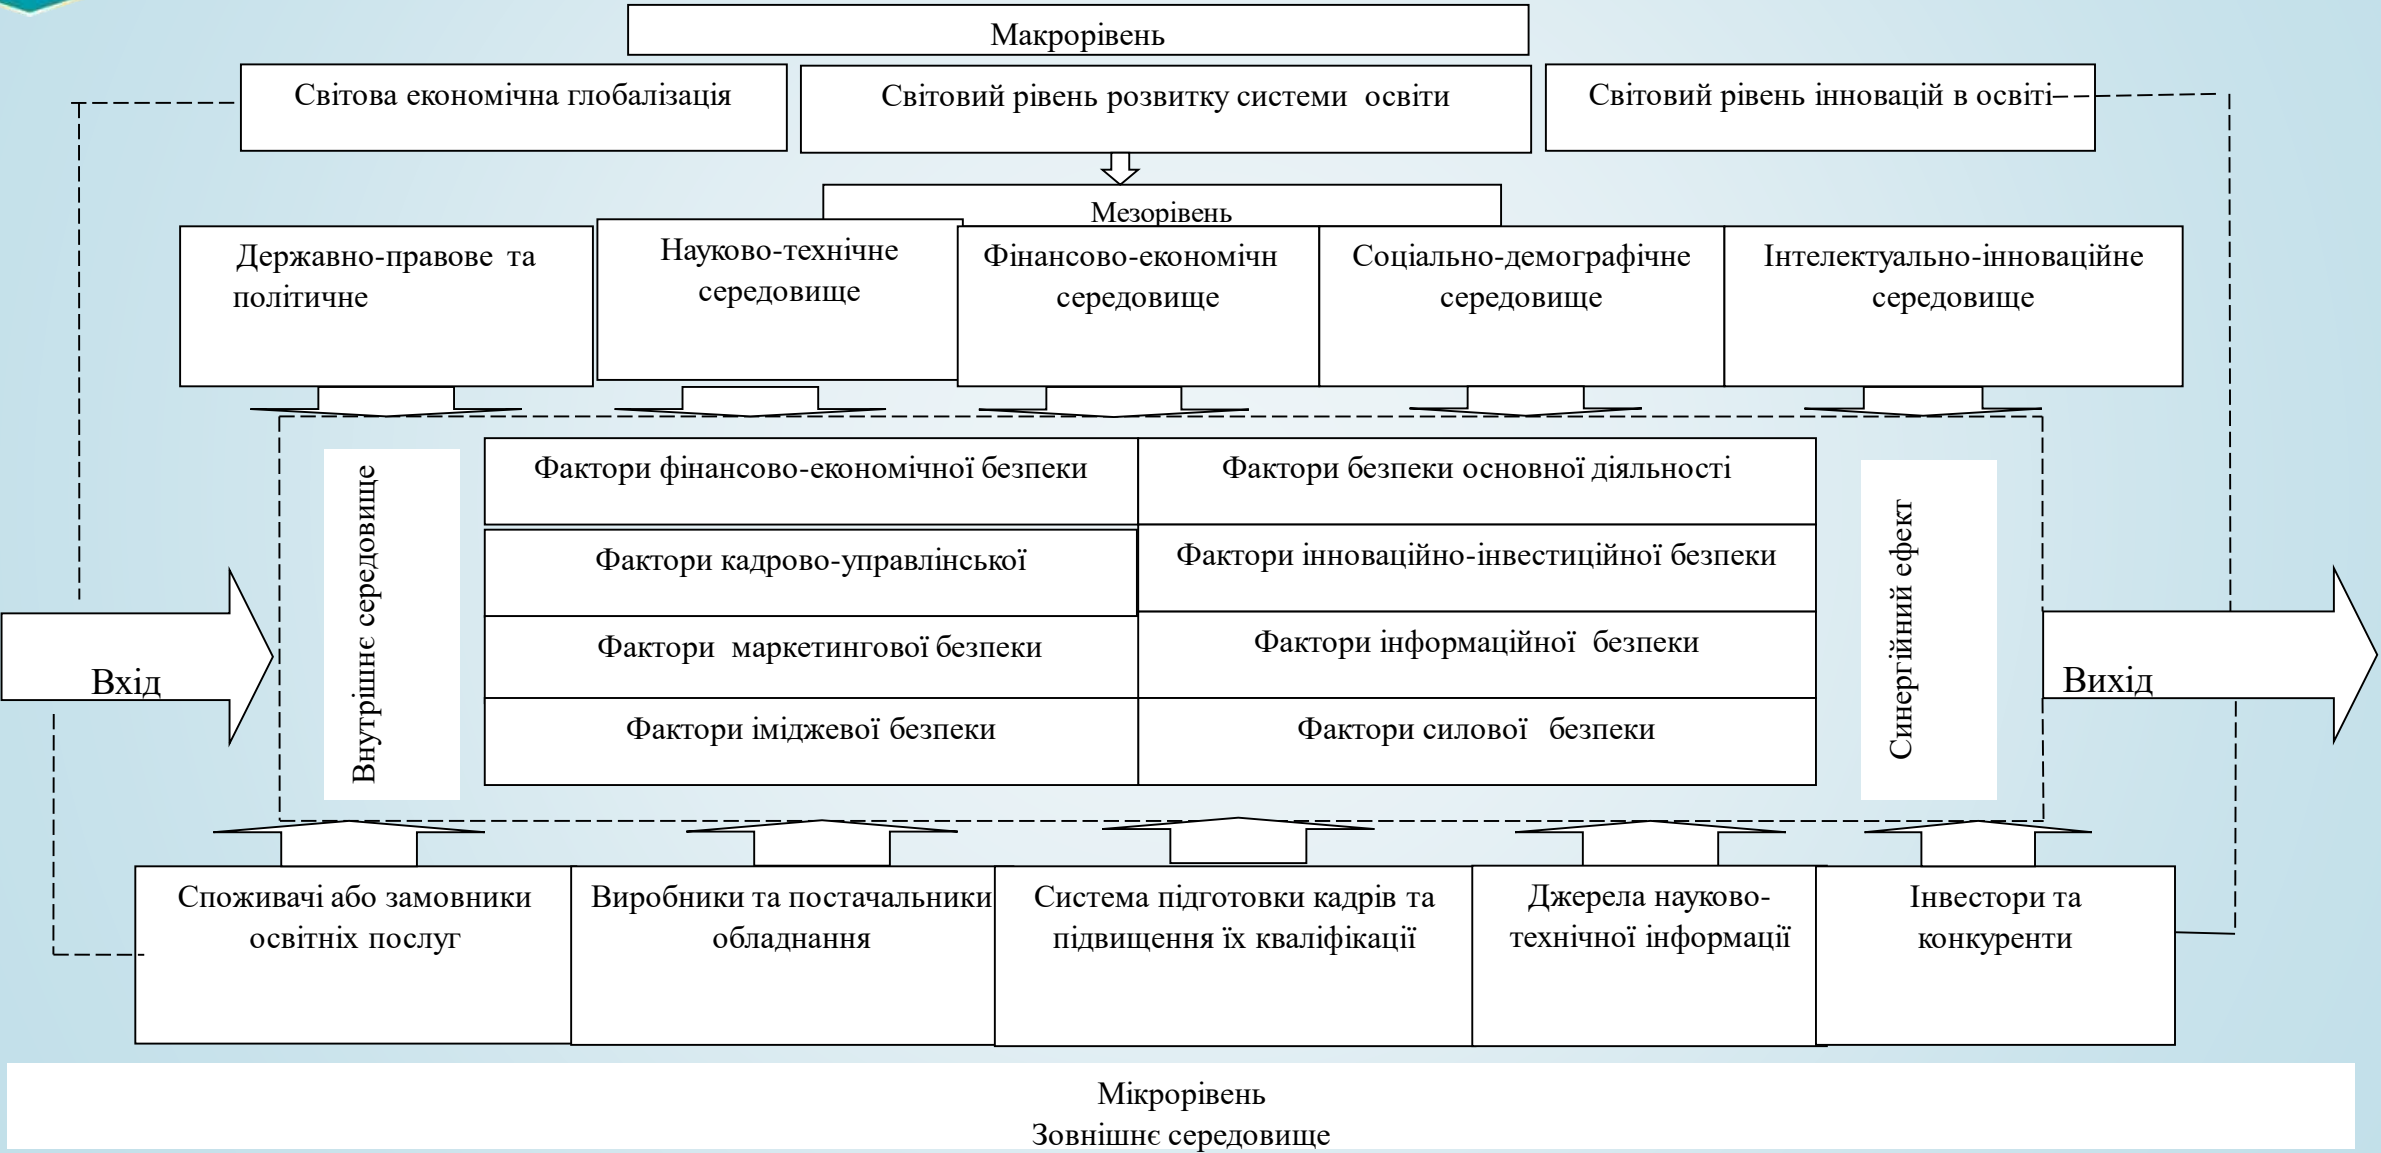 Макрорівень
Світова економічна глобалізація
Світовий рівень розвитку системи освіти
Світовий рівень інновацій в освіті
Мезорівень
Державно-правове та
політичне
Науково-технічне
середовище
Фінансово-економічн
середовище
Соціально-демографічне
середовище
Інтелектуально-інноваційне
середовище
Вхід
Внутрішнє середовище
Фактори фінансово-економічної безпеки
Фактори безпеки основної діяльності
Фактори кадрово-управлінської
Фактори інноваційно-інвестиційної безпеки
Фактори маркетингової безпеки
Фактори інформаційної безпеки
Фактори іміджевої безпеки
Фактори силової безпеки
Синергійний ефект
Вихід
Споживачі або замовники
освітніх послуг
Виробники та постачальники
обладнання
Система підготовки кадрів та
підвищення їх кваліфікації
Джерела науково-
технічної інформації
Інвестори та
конкуренти
Мікрорівень
Зовнішнє середовище